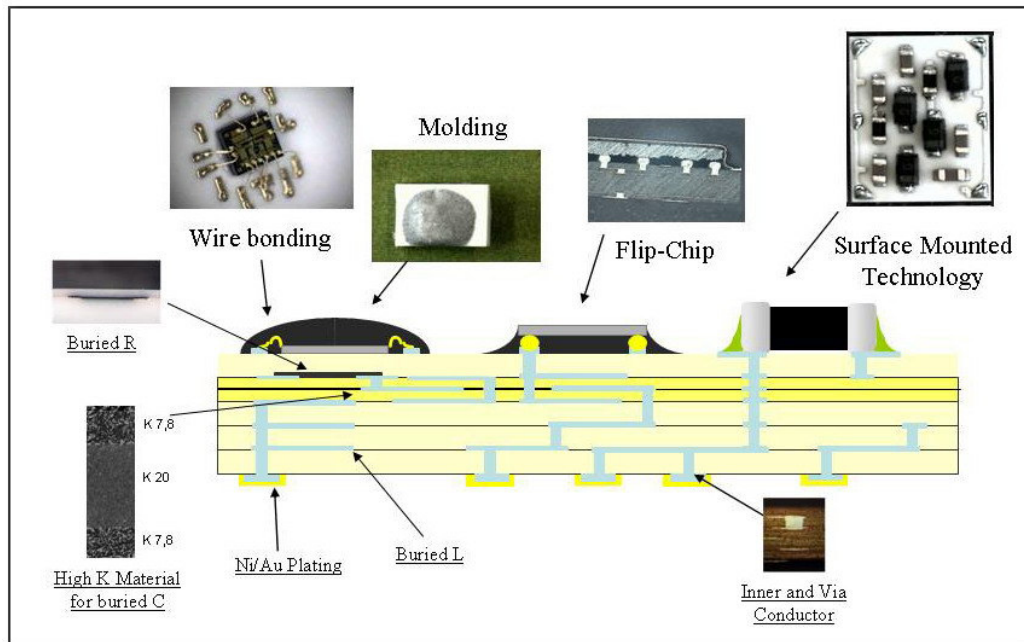 Molding
Wire bonding
Flip-Chip
Surface Mounted
Technology
Buried R
K 7,8
K 20
K 7,8
High K Material
for buried C
Ni/Au Plating
Buried L
Inner and Via
Conductor